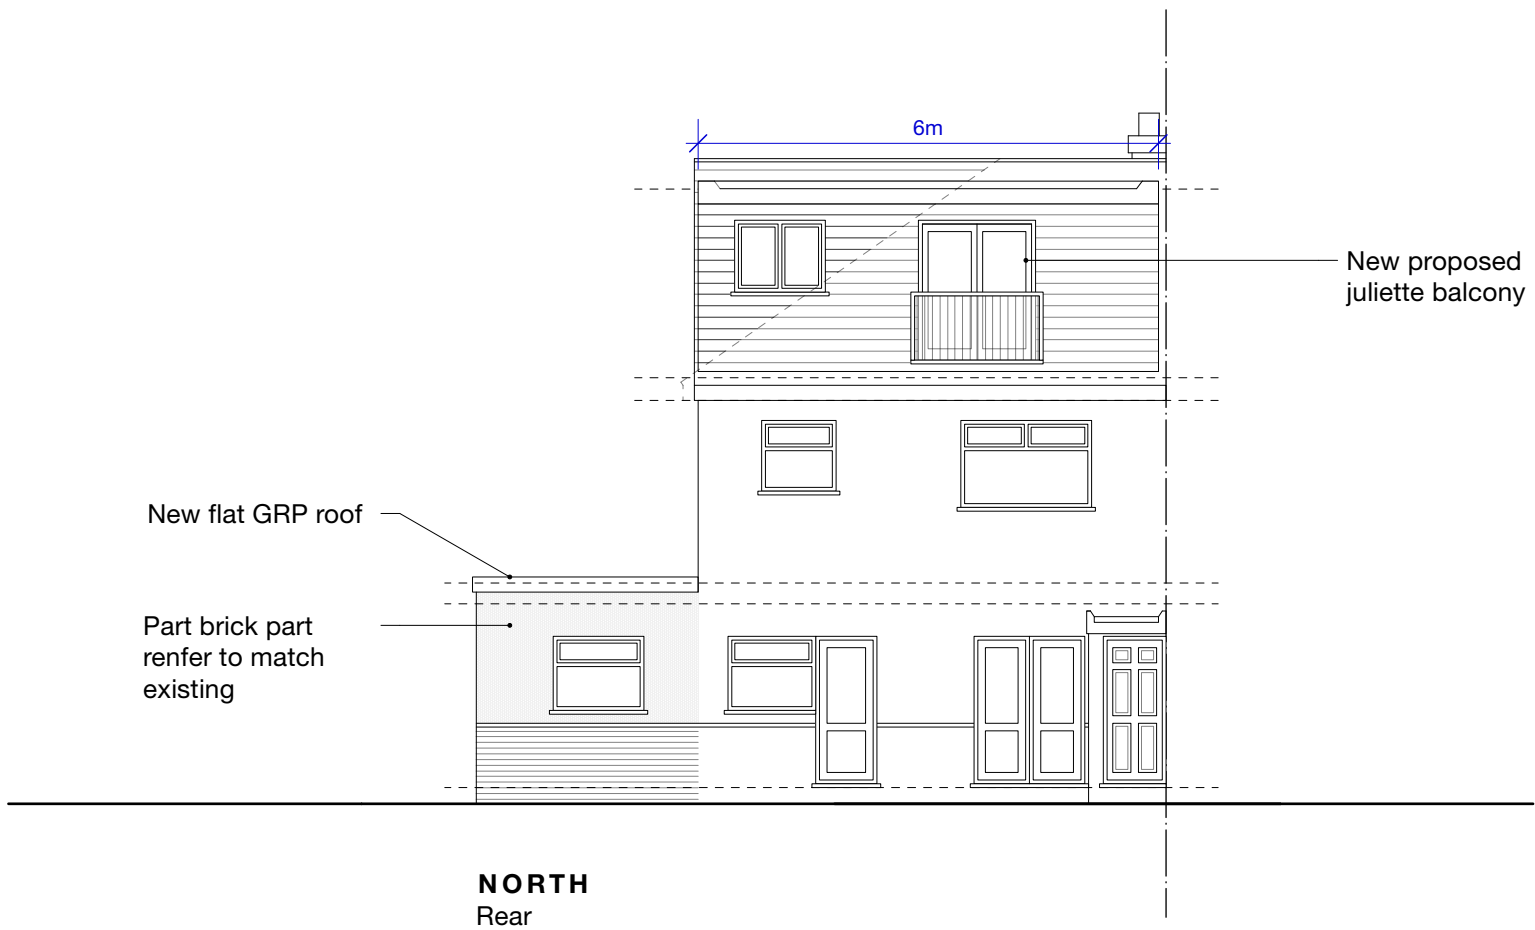 6m
New proposed
juliette balcony
New flat GRP roof
Part brick part
renfer to match
existing
NORTH
Rear